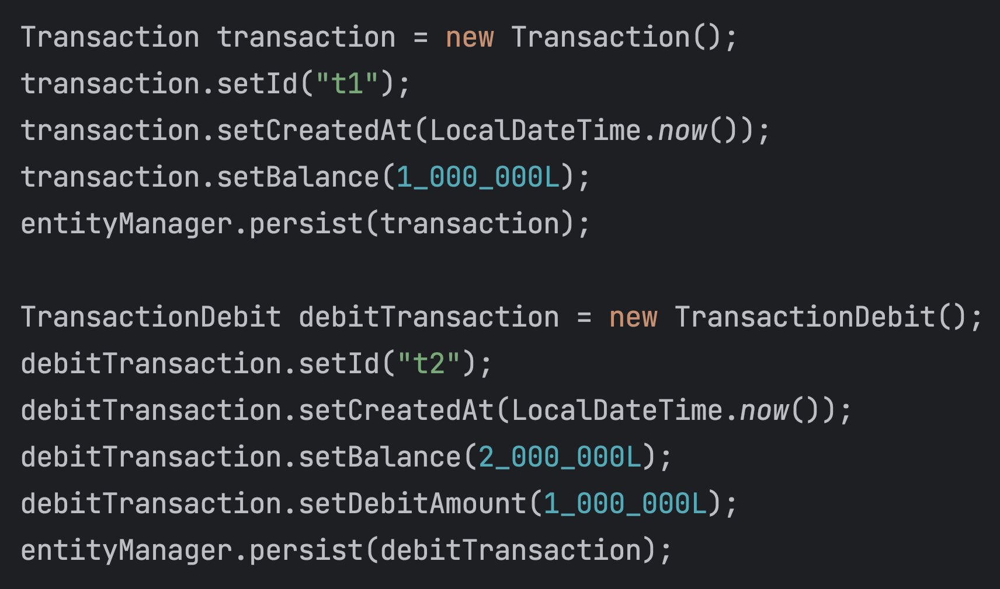 Transaction transaction = new Transaction();
transaction.setId("t1");
transaction.setCreatedAt(LocalDateTime.now());
transaction.setBalance(1_000_000L);
entityManager.persist(transaction);
TransactionDebit debitTransaction = new TransactionDebit();
debitTransaction.setId("t2");
debitTransaction.setCreatedAt(LocalDateTime.now());
debitTransaction.setBalance(2_000_000L);
debitTransaction.setDebitAmount(1_000_000L);
entityManager.persist(debitTransaction);